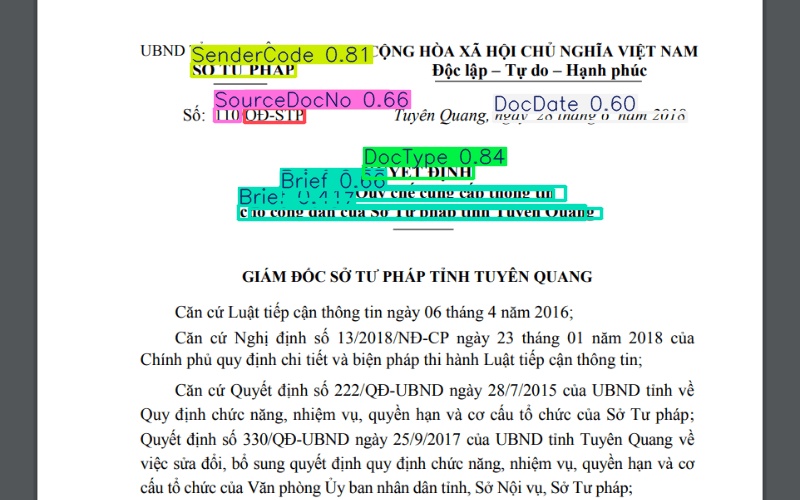 UBND
CỘNG HÒA XÃ HỘI CHỦ NGHĨA VIỆT NAM
SenderCode 0.81
SỞ TƯ PHÁP
Độc lập – Tự do – Hạnh phúc
SourceDocNo 0.66
DocDate 0.60
Số: 110 QĐ-STP
Tuyên Quang, ngày 28 tháng 6 năm 2018
DocType 0.84
YẾT ĐỊNH
Brief 0.66
Brief 0.417
Quy chế cung cấp thông tin
cho công dân của Sở Tư pháp tỉnh Tuyên Quang
GIÁM ĐỐC SỞ TƯ PHÁP TỈNH TUYÊN QUANG
Căn cứ Luật tiếp cận thông tin ngày 06 tháng 4 năm 2016;
Căn cứ Nghị định số 13/2018/NĐ-CP ngày 23 tháng 01 năm 2018 của
Chính phủ quy định chi tiết và biện pháp thi hành Luật tiếp cận thông tin;
Căn cứ Quyết định số 222/QĐ-UBND ngày 28/7/2015 của UBND tỉnh về
Quy định chức năng, nhiệm vụ, quyền hạn và cơ cấu tổ chức của Sở Tư pháp;
Quyết định số 330/QĐ-UBND ngày 25/9/2017 của UBND tỉnh Tuyên Quang về
việc sửa đổi, bổ sung quyết định quy định chức năng, nhiệm vụ, quyền hạn và cơ
cấu tổ chức của Văn phòng Ủy ban nhân dân tỉnh, Sở Nội vụ, Sở Tư pháp;